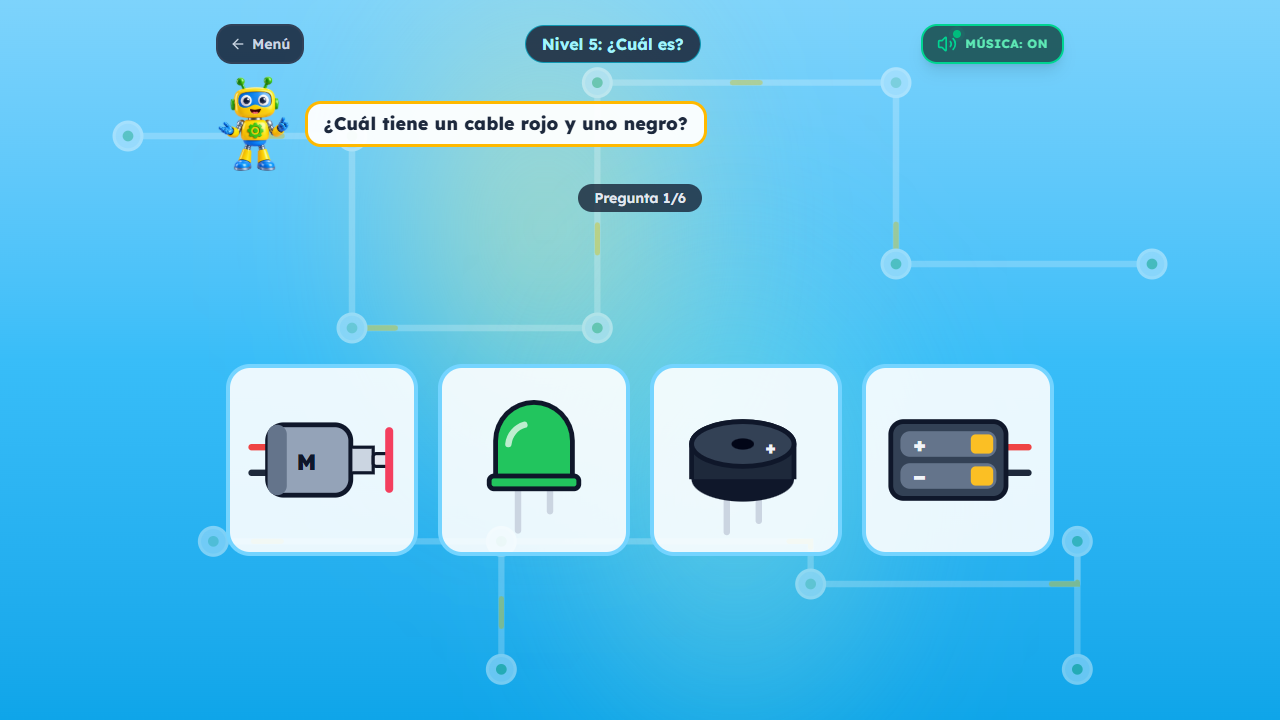 Menú
Nivel 5: ¿Cuál es?
MÚSICA: ON
¿Cuál tiene un cable rojo y uno negro?
Pregunta 1/6
M
+
+
−